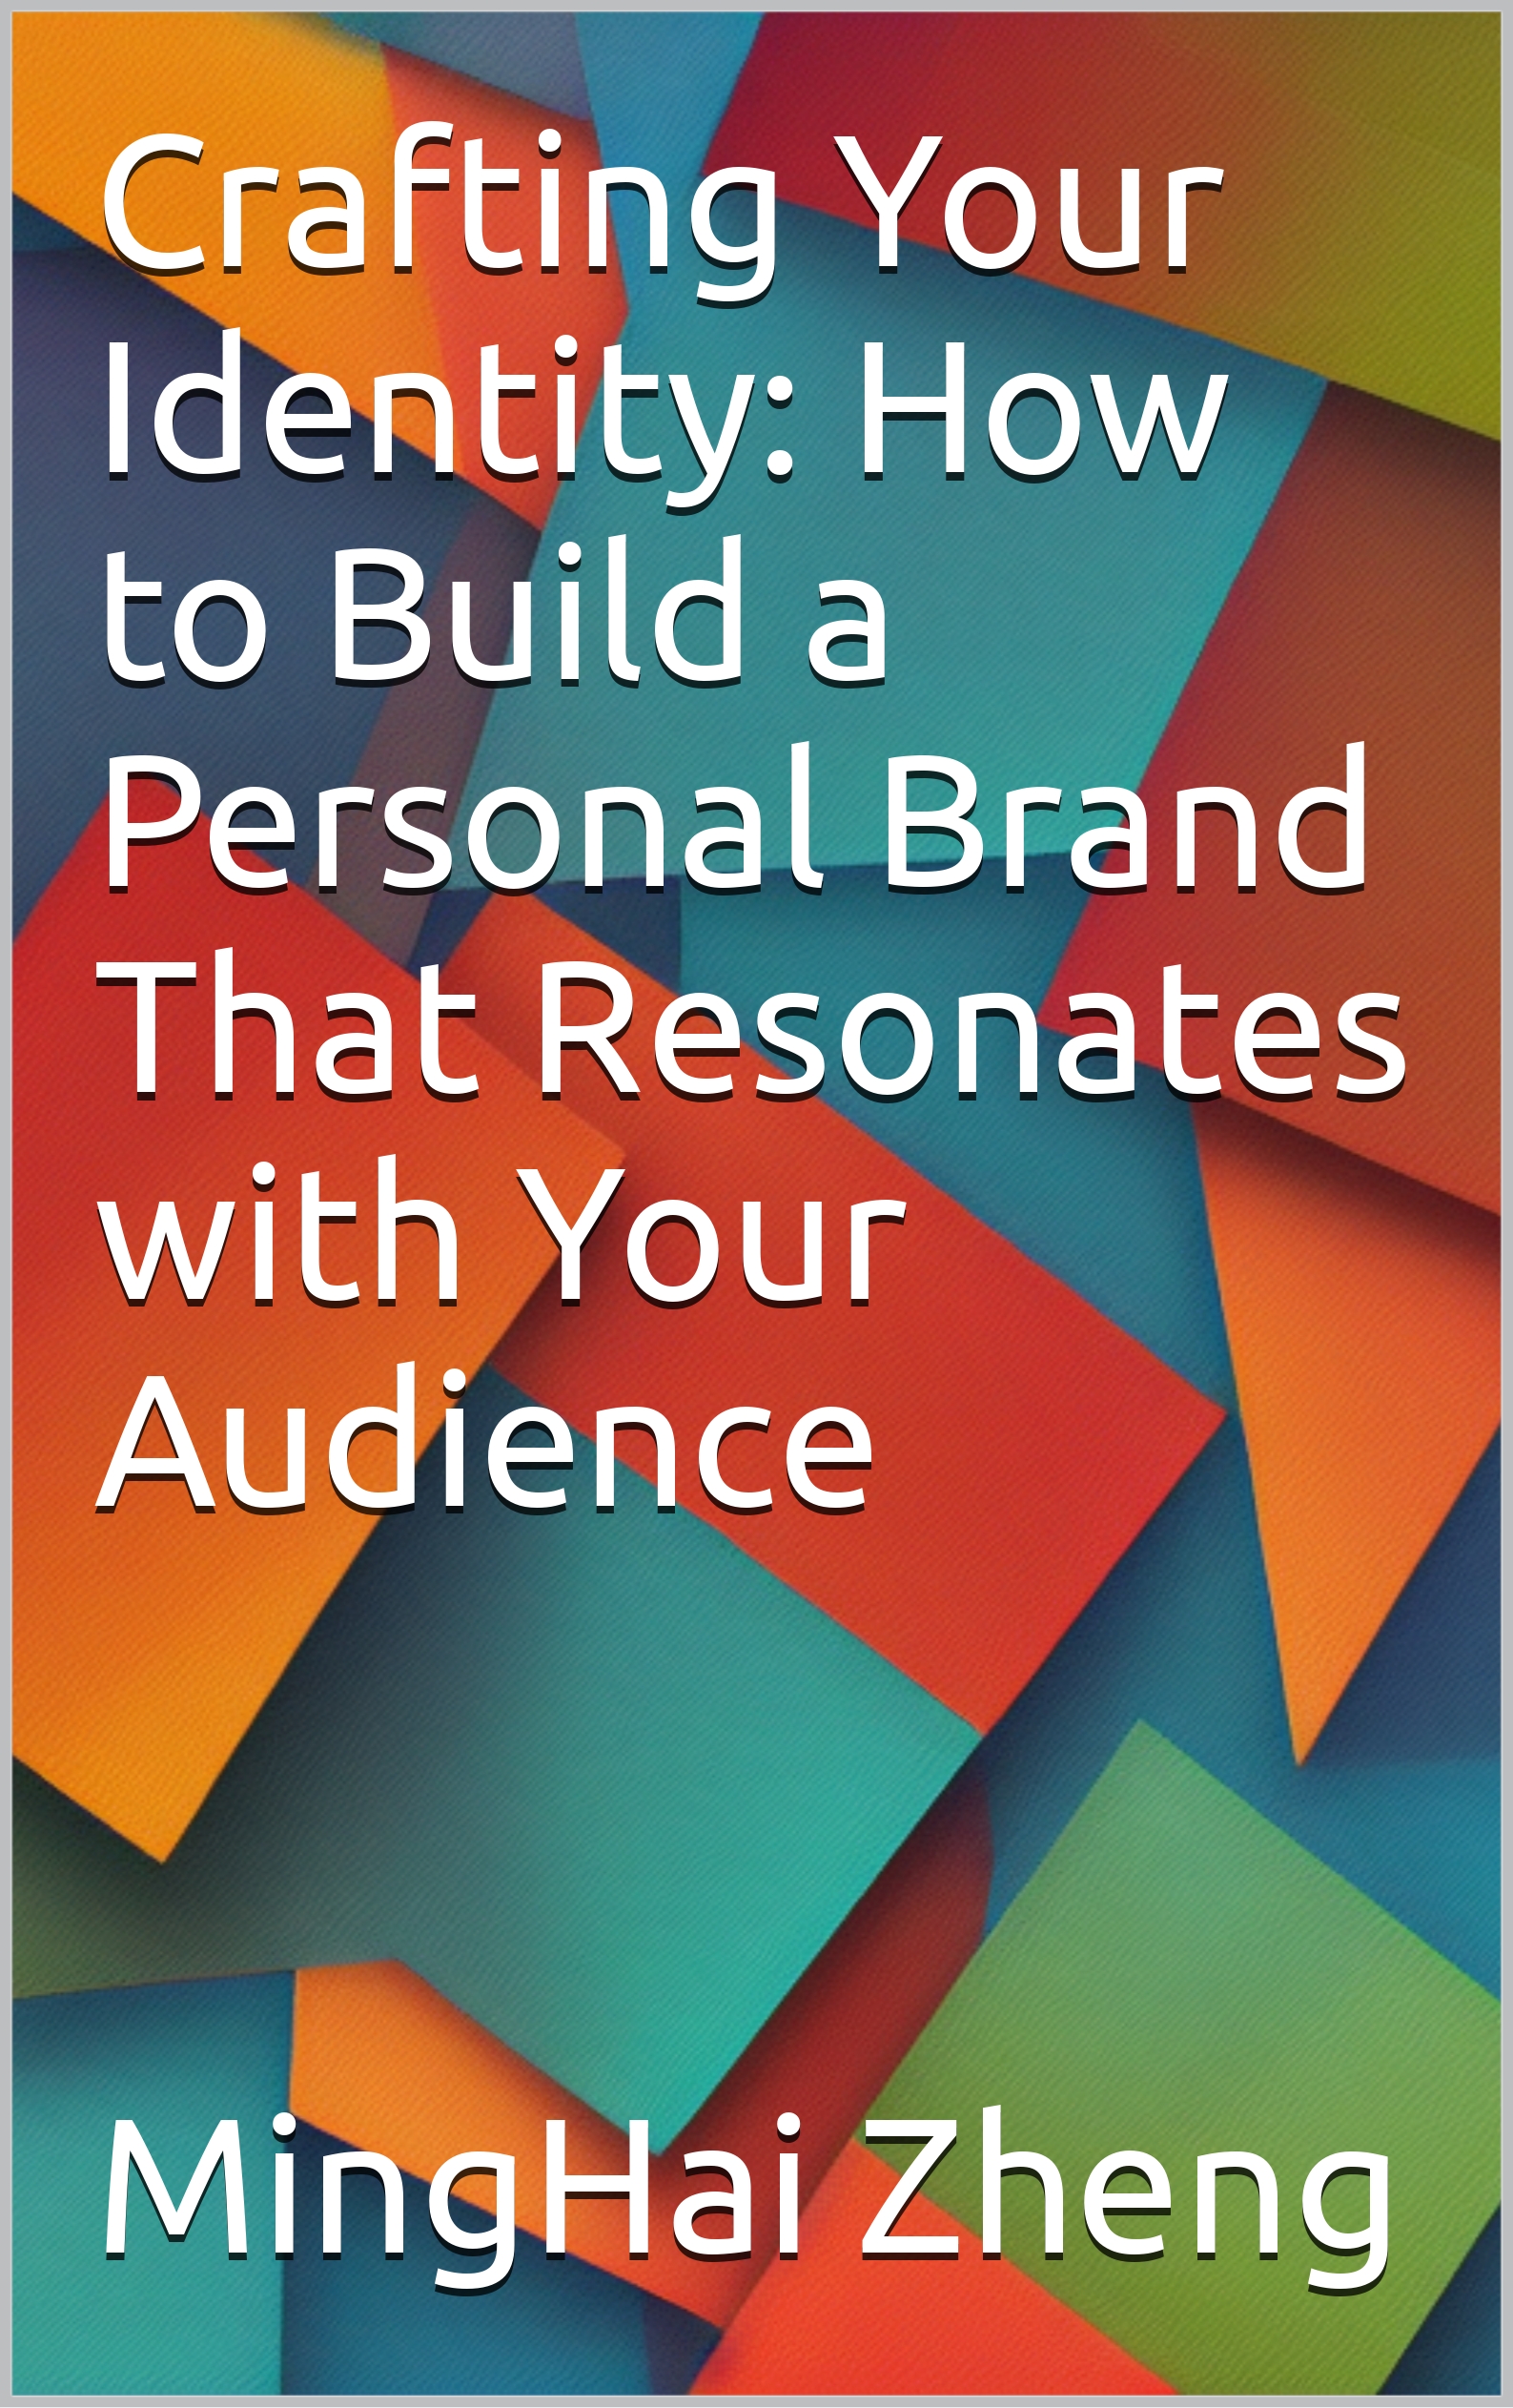 Crafting Your
Identity: How
to Build a
Personal Brand
That Resonates
with Your
Audience
MingHai Zheng